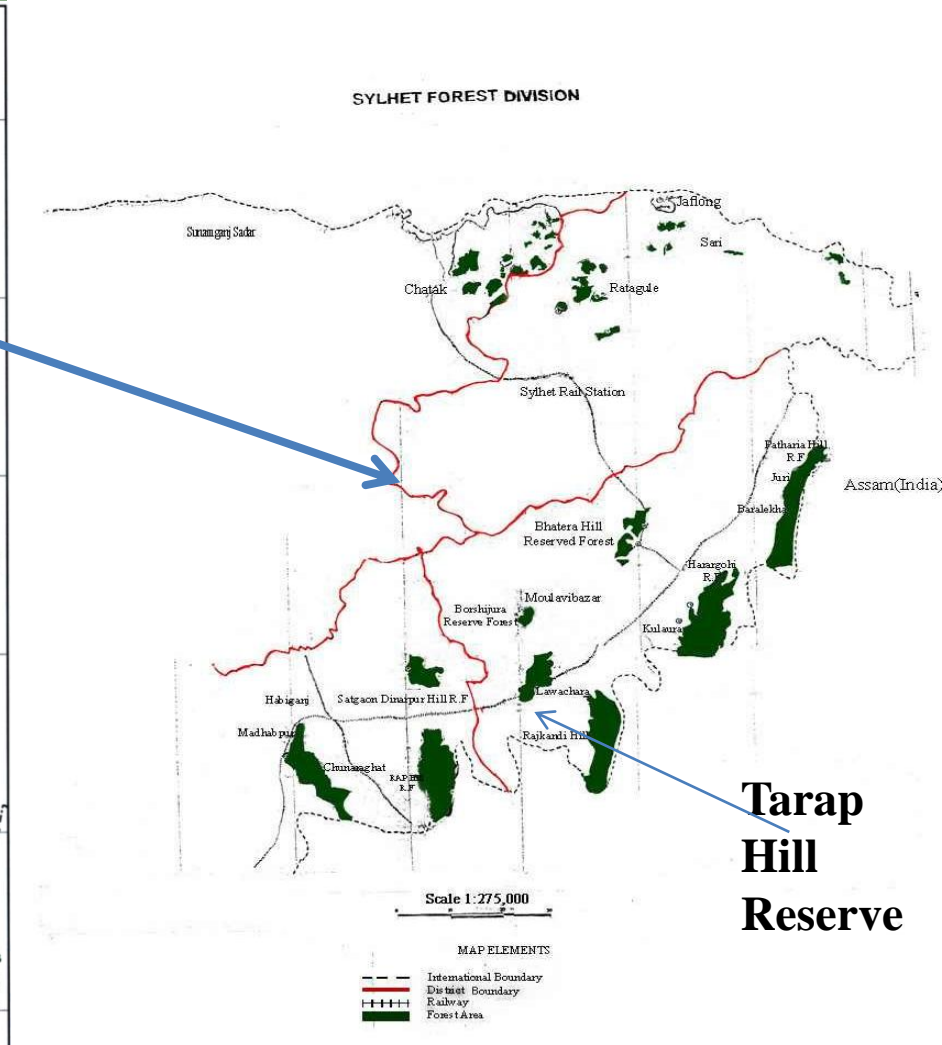 SYLHET FOREST DIVISION
Jaflong
Sunamganj Sadar
Sari
Chatak
Ratagule
Sylhet Rail Station
Patharia Hill
R.F
Juri
Assam(India)
Baralekha
Bhatera Hill
Reserved Forest
Harargohi
R.F
Moulavibazar
Borshijura
Reserve Forest
Kulaura
Lawachara
Habiganj
Satgaon Dinarpur Hill R.F
Madhabpur
Rajkandi Hill
Chunaraghat
R.F
Tarap
Hill
Reserve
Scale 1:275,000
MAP ELEMENTS
International Boundary
District Boundary
Railway
Forest Area